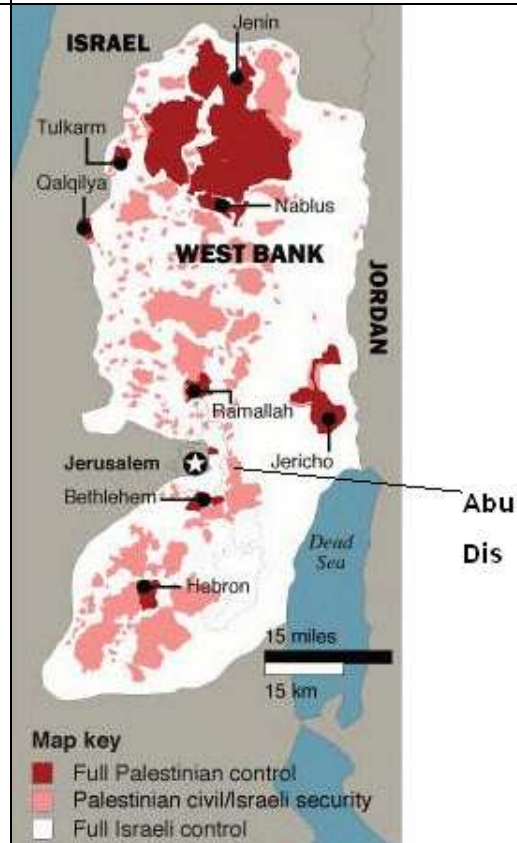 Jenin
ISRAEL
Tulkarm
Qalqilya
Nablus
WEST BANK
JORDAN
Ramallah
Jerusalem
Jericho
Bethlehem
Abu
Dis
Dead
Sea
Hebron
15 miles
15 km
Map key
Full Palestinian control
Palestinian civil/Israeli security
Full Israeli control